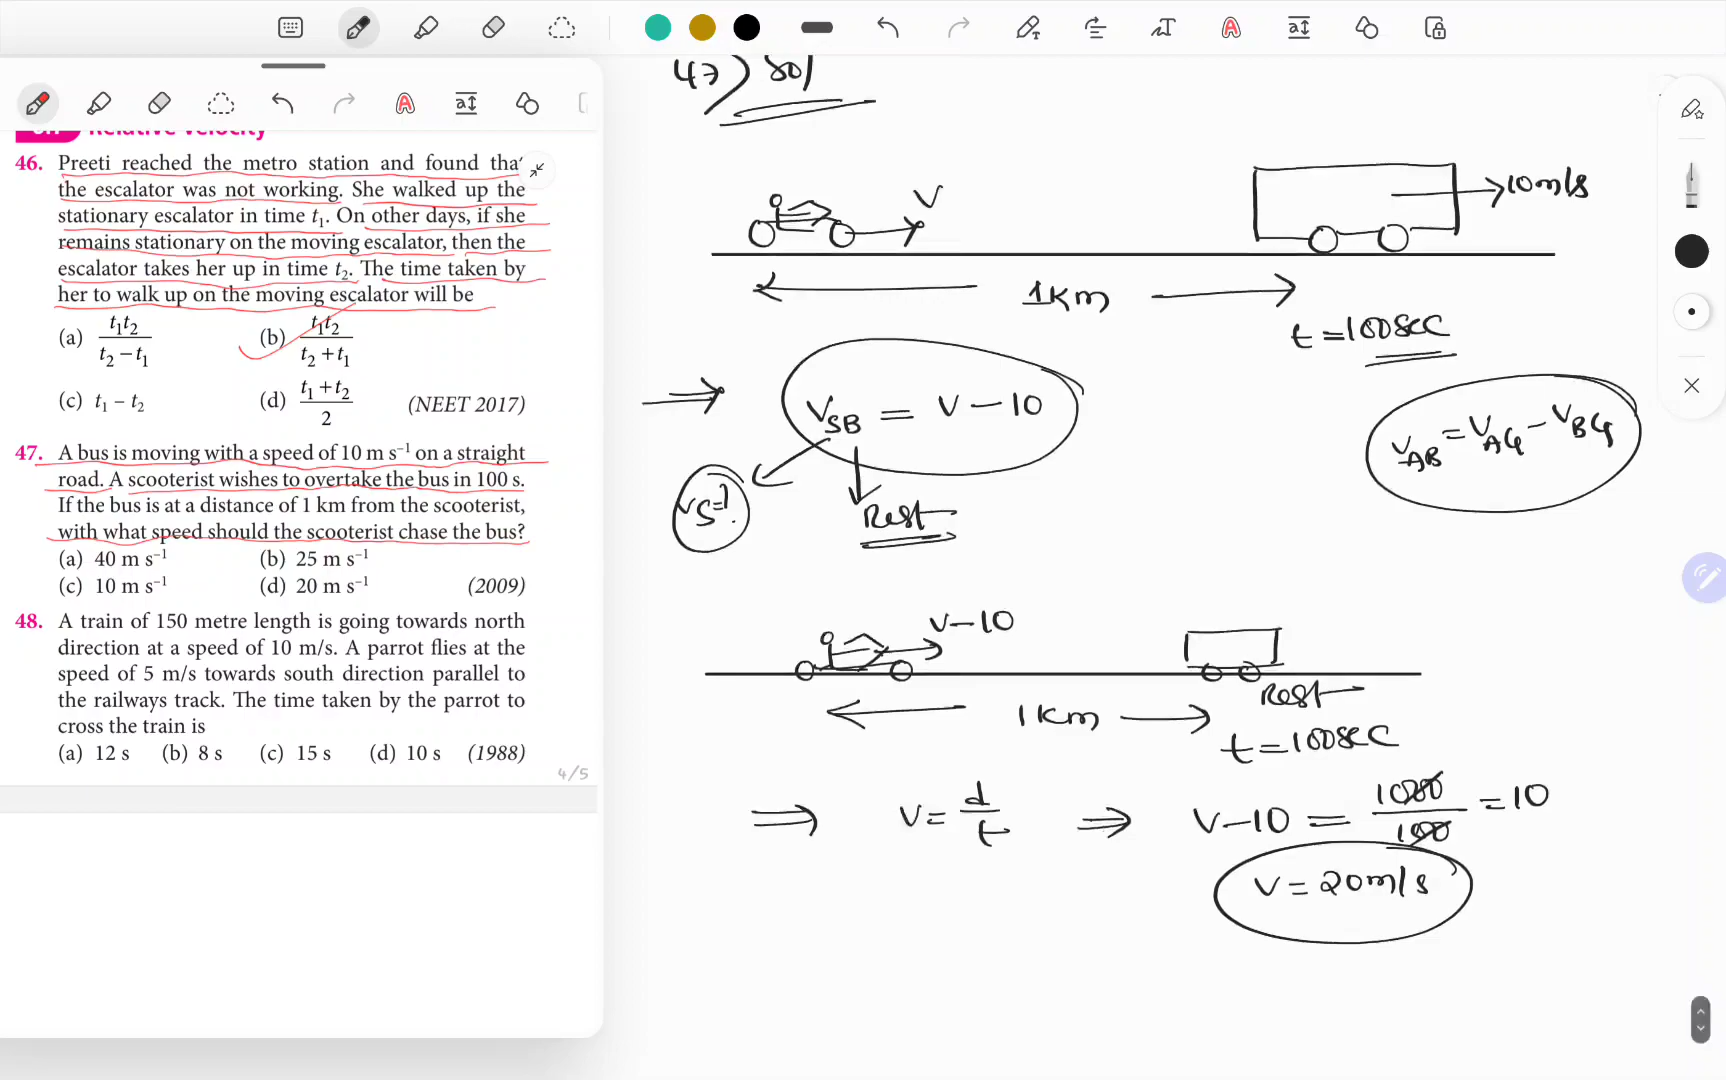 Relative Velocity
46. Preeti reached the metro station and found that
the escalator was not working. She walked up the
stationary escalator in time t₁. On other days, if she
remains stationary on the moving escalator, then the
escalator takes her up in time t₂. The time taken by
her to walk up on the moving escalator will be
(a) t₁t₂/(t₂ − t₁) (b) t₁t₂/(t₂ + t₁)
(c) t₁ − t₂ (d) (t₁ + t₂)/2 (NEET 2017)
47. A bus is moving with a speed of 10 m s⁻¹ on a straight
road. A scooterist wishes to overtake the bus in 100 s.
If the bus is at a distance of 1 km from the scooterist,
with what speed should the scooterist chase the bus?
(a) 40 m s⁻¹ (b) 25 m s⁻¹
(c) 10 m s⁻¹ (d) 20 m s⁻¹ (2009)
48. A train of 150 metre length is going towards north
direction at a speed of 10 m/s. A parrot flies at the
speed of 5 m/s towards south direction parallel to
the railways track. The time taken by the parrot to
cross the train is
(a) 12 s (b) 8 s (c) 15 s (d) 10 s (1988)
4/5
47) Sol
V
10m/s
1Km
t = 100sec
V_SB = V − 10
V_AB = V_AG − V_BG
Vs=?
Rest
V−10
Rest
1Km
t = 100sec
⇒ V = d/t ⇒ V−10 = 1000/100 = 10
V = 20m/s